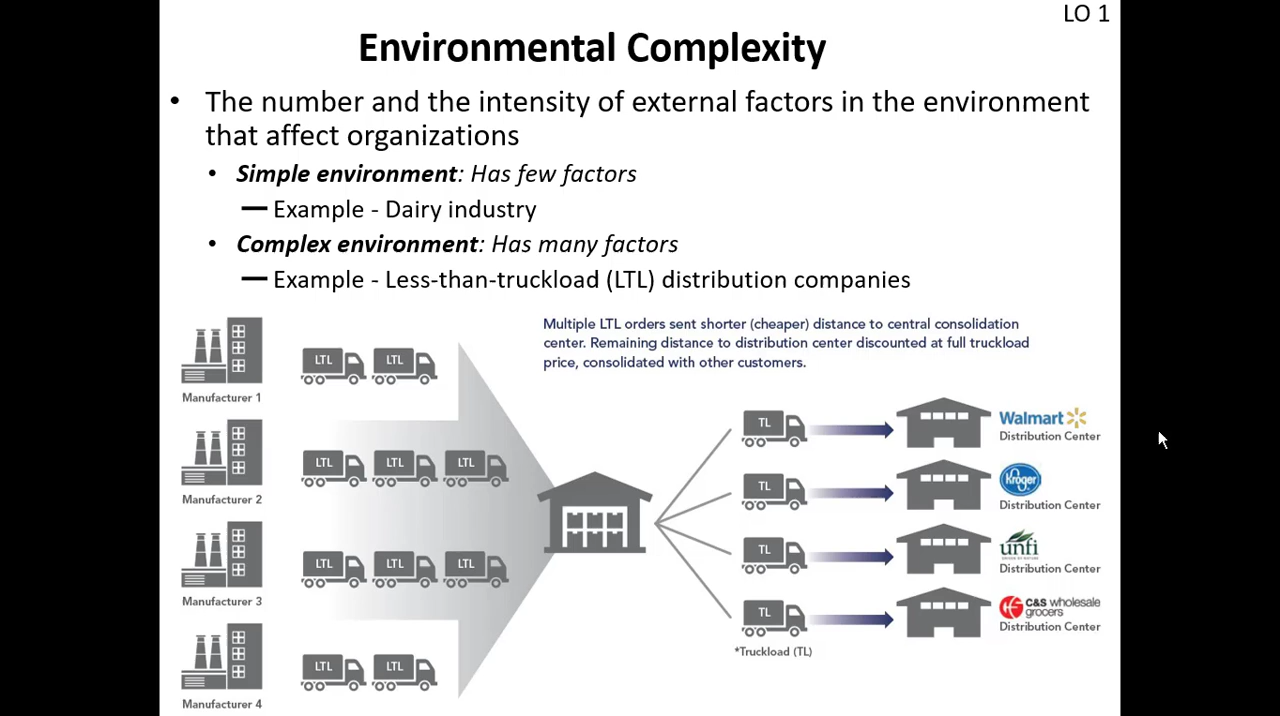 LO 1
Environmental Complexity
• The number and the intensity of external factors in the environment
that affect organizations
• Simple environment: Has few factors
— Example - Dairy industry
• Complex environment: Has many factors
— Example - Less-than-truckload (LTL) distribution companies
Multiple LTL orders sent shorter (cheaper) distance to central consolidation
center. Remaining distance to distribution center discounted at full truckload
price, consolidated with other customers.
LTL LTL
Manufacturer 1
LTL LTL LTL
Manufacturer 2
LTL LTL LTL
Manufacturer 3
LTL LTL
Manufacturer 4
TL
Walmart
Distribution Center
TL
Kroger
Distribution Center
TL
unfi
Distribution Center
TL
C&S wholesale
grocers
Distribution Center
*Truckload (TL)